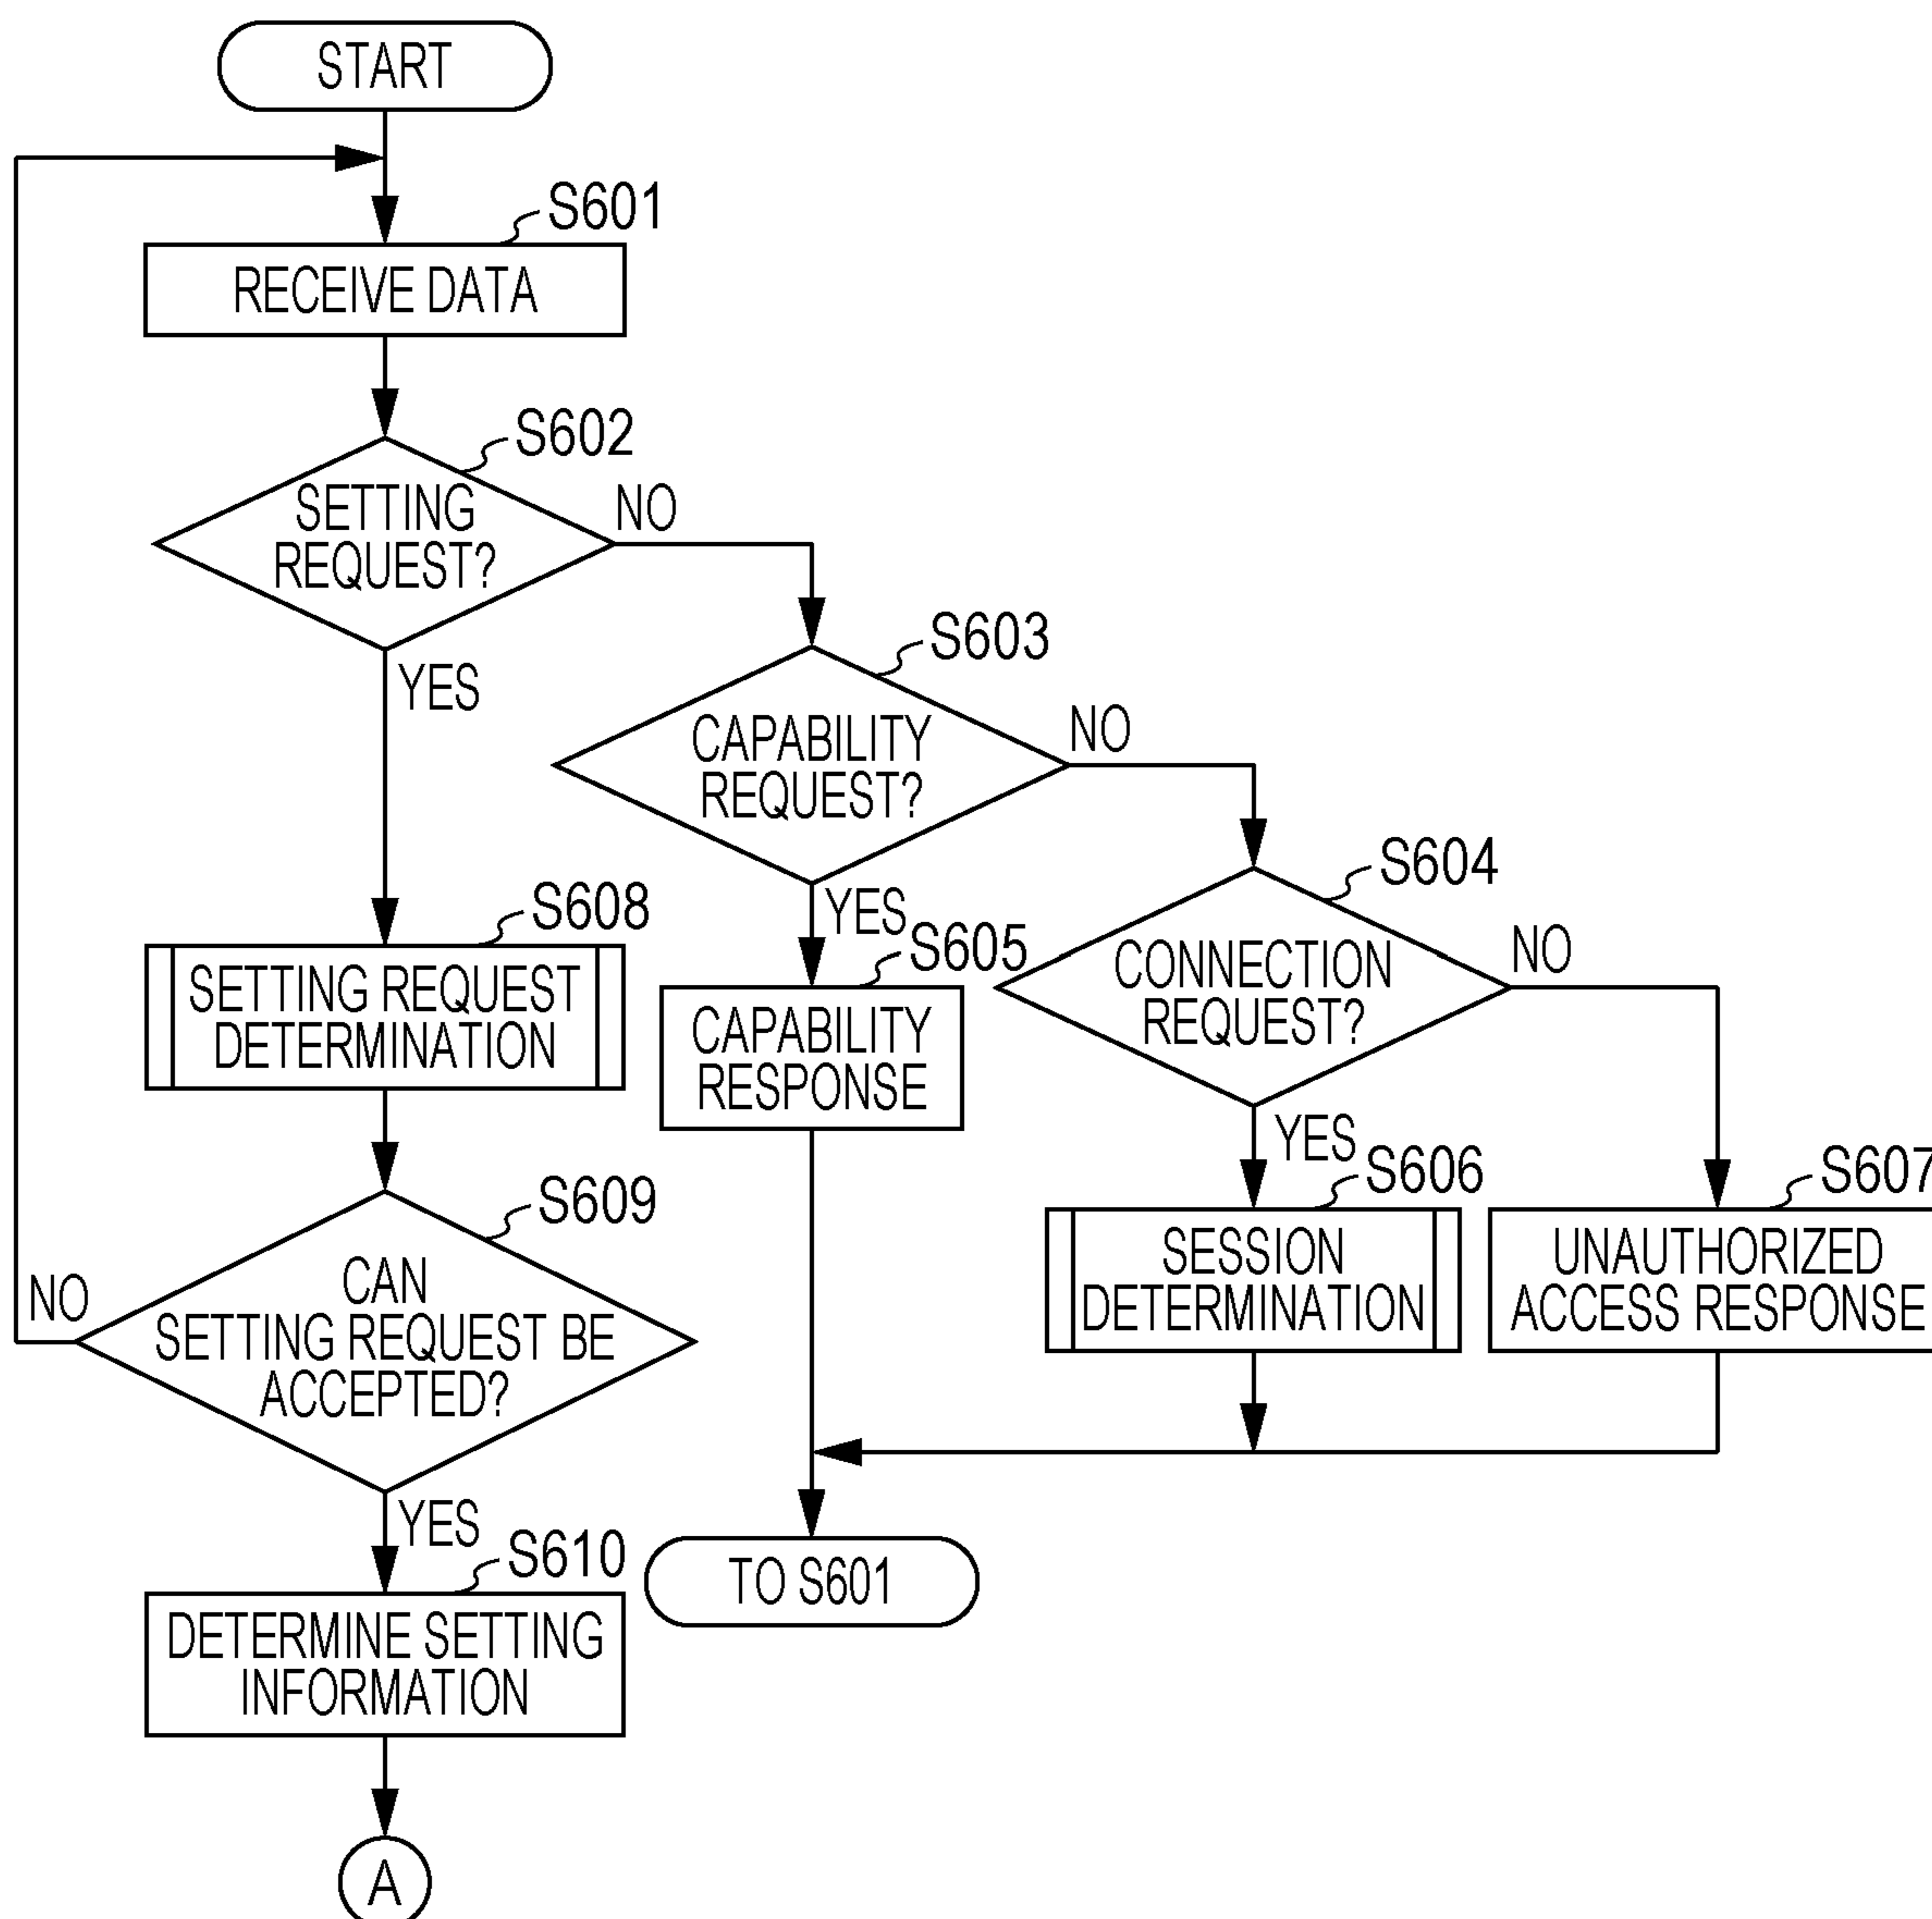 START
S601
RECEIVE DATA
S602
SETTING
REQUEST?
NO
YES
S603
CAPABILITY
REQUEST?
NO
YES
S604
CONNECTION
REQUEST?
NO
YES
S605
CAPABILITY
RESPONSE
S606
SESSION
DETERMINATION
S607
UNAUTHORIZED
ACCESS RESPONSE
S608
SETTING REQUEST
DETERMINATION
S609
CAN
SETTING REQUEST BE
ACCEPTED?
NO
YES
S610
DETERMINE SETTING
INFORMATION
TO S601
A